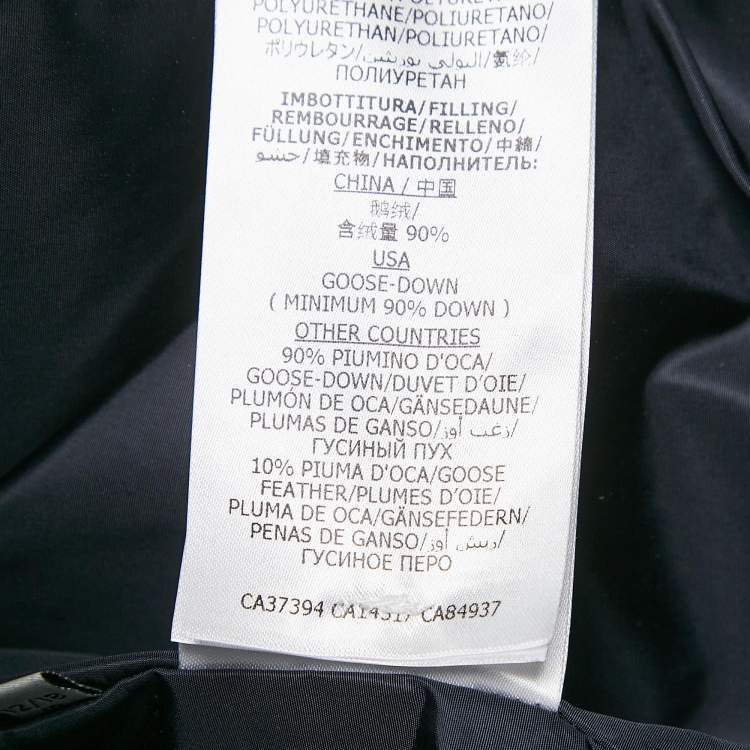 POLYURETHANE/POLIURETANO/
POLYURETHAN/POLIURETANO/
ポリウレタン/البولي يوريثين/氨纶/
ПОЛИУРЕТАН
IMBOTTITURA/FILLING/
REMBOURRAGE/RELLENO/
FÜLLUNG/ENCHIMENTO/中綿/
حشو/填充物/НАПОЛНИТЕЛЬ:
CHINA / 中国
鹅绒/
含绒量 90%
USA
GOOSE-DOWN
( MINIMUM 90% DOWN )
OTHER COUNTRIES
90% PIUMINO D'OCA/
GOOSE-DOWN/DUVET D'OIE/
PLUMÓN DE OCA/GÄNSEDAUNE/
PLUMAS DE GANSO/زغب أوز/
ГУСИНЫЙ ПУХ
10% PIUMA D'OCA/GOOSE
FEATHER/PLUMES D'OIE/
PLUMA DE OCA/GÄNSEFEDERN/
PENAS DE GANSO/ريش أوز/
ГУСИНОЕ ПЕРО
CA37394 CA14317 CA84937